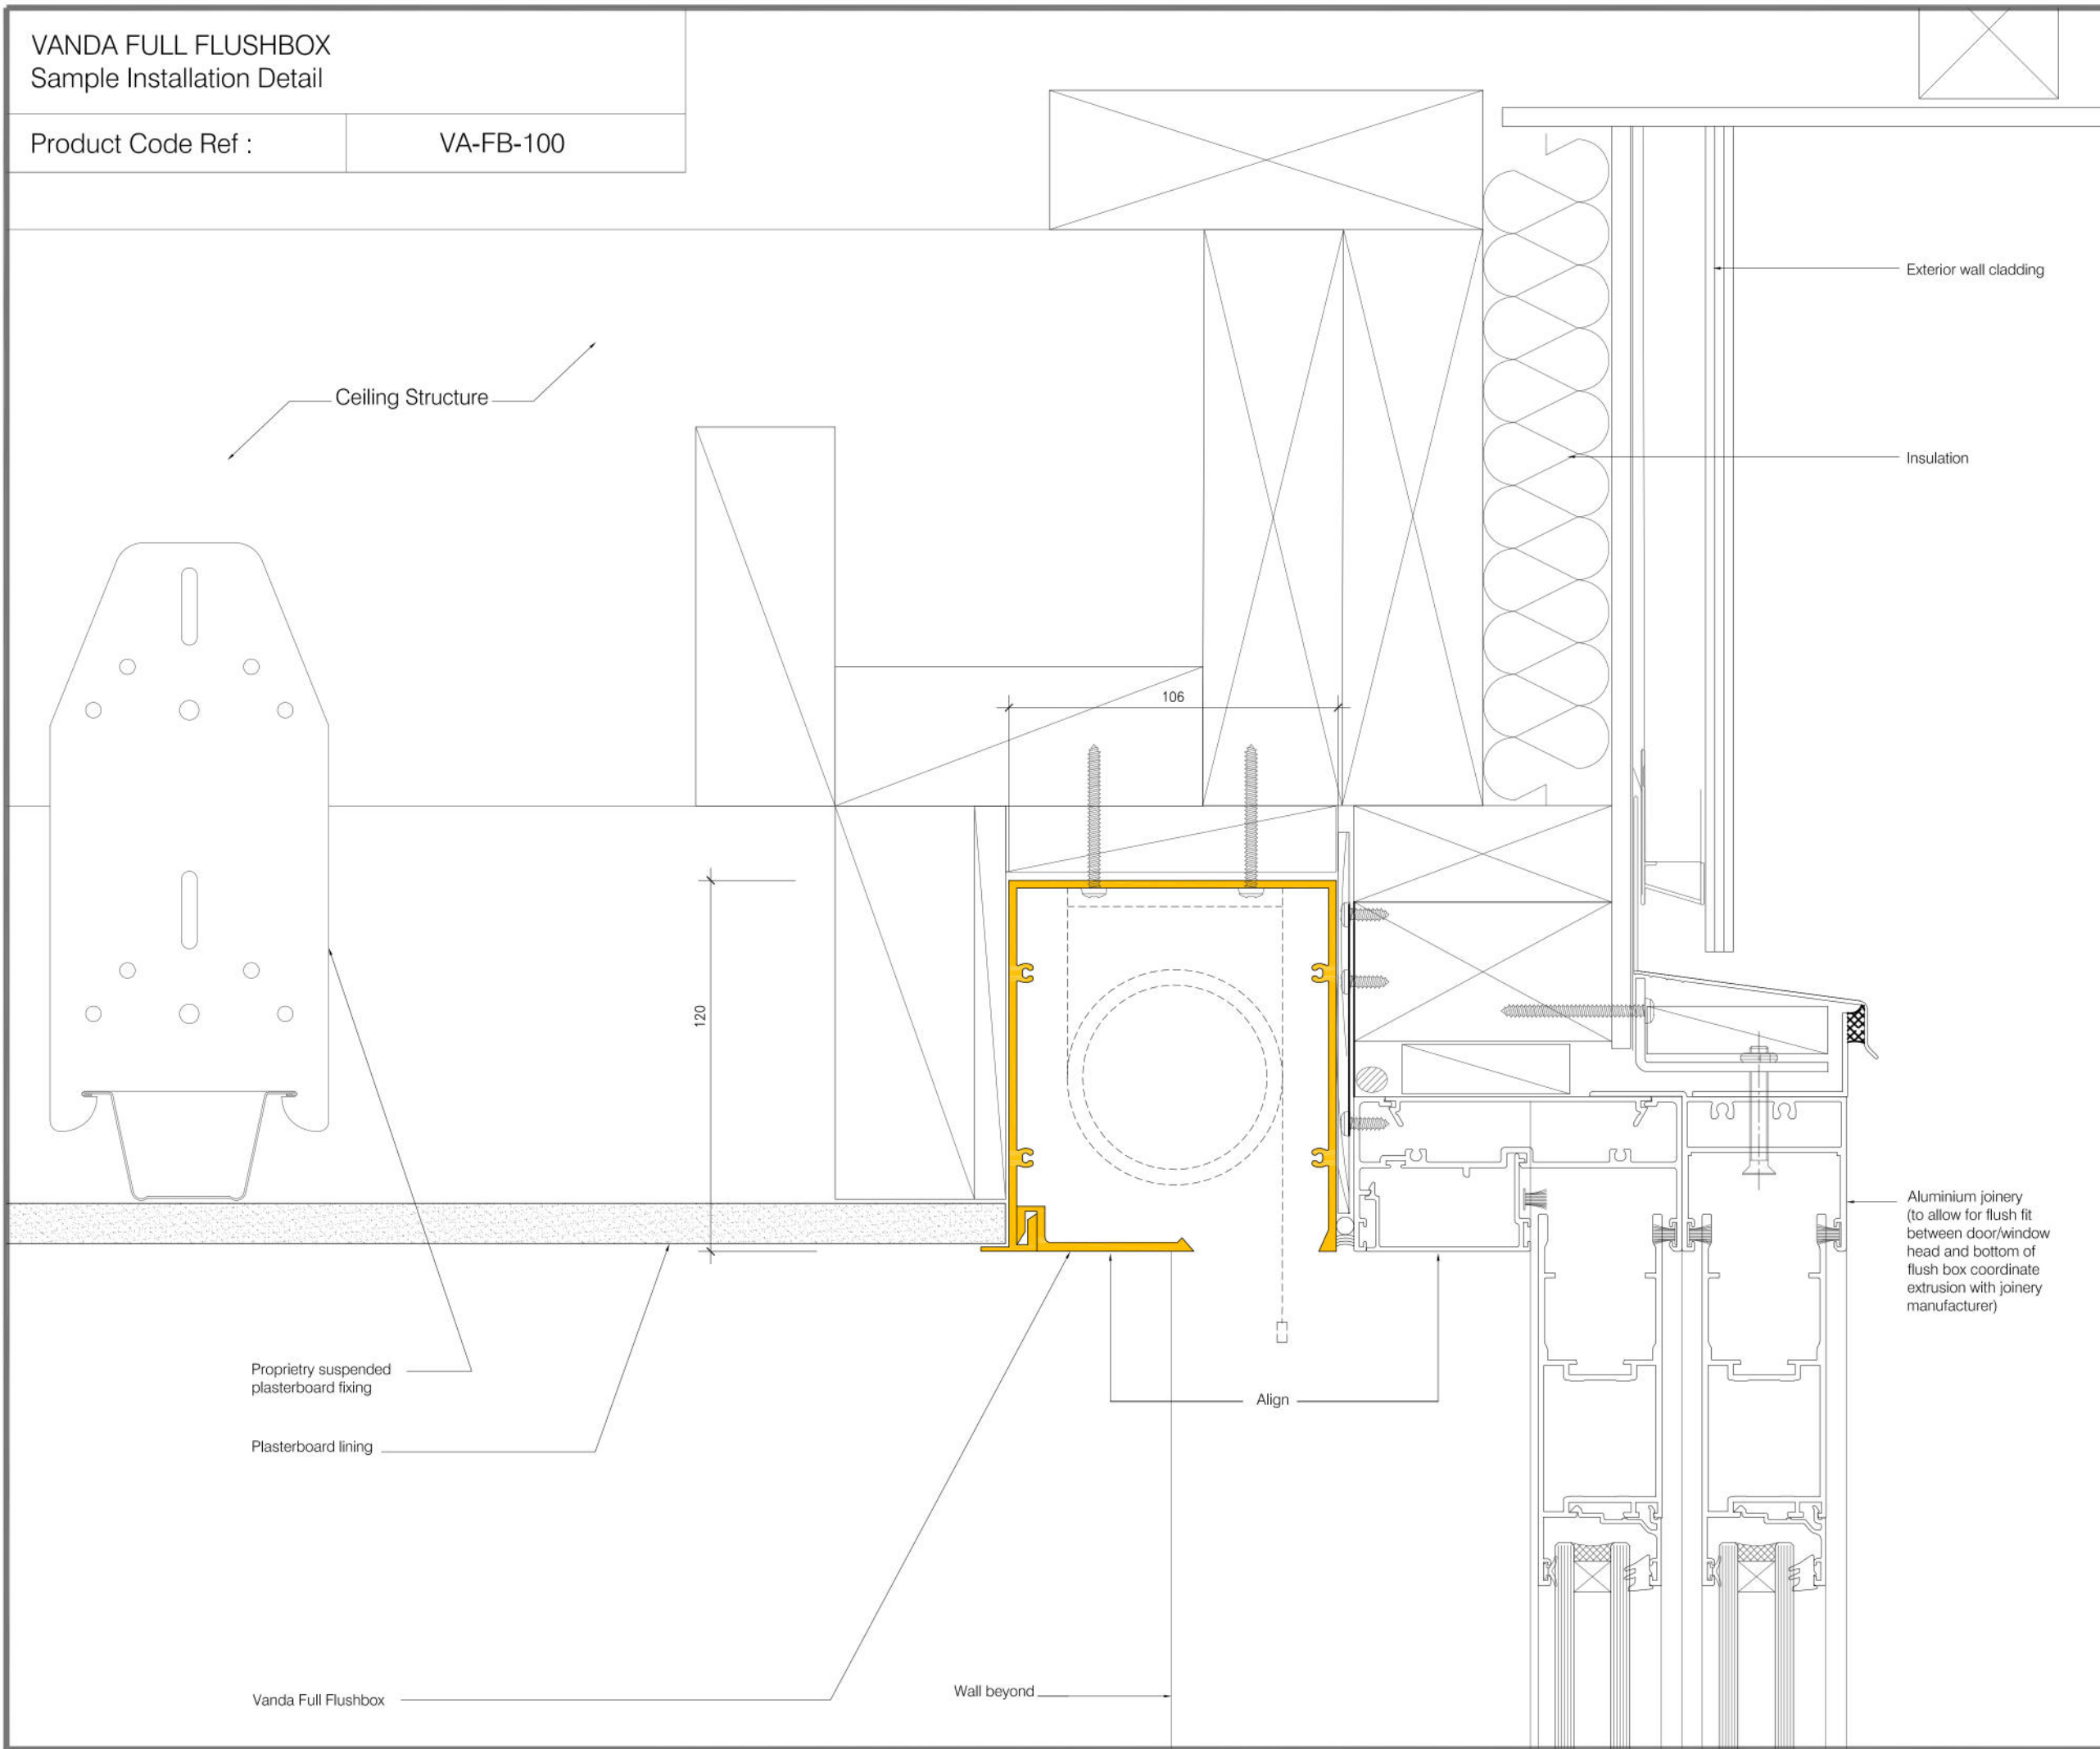 VANDA FULL FLUSHBOX
Sample Installation Detail
Product Code Ref :
VA-FB-100
Exterior wall cladding
Ceiling Structure
Insulation
106
120
Aluminium joinery
(to allow for flush fit
between door/window
head and bottom of
flush box coordinate
extrusion with joinery
manufacturer)
Proprietry suspended
plasterboard fixing
Align
Plasterboard lining
Wall beyond
Vanda Full Flushbox